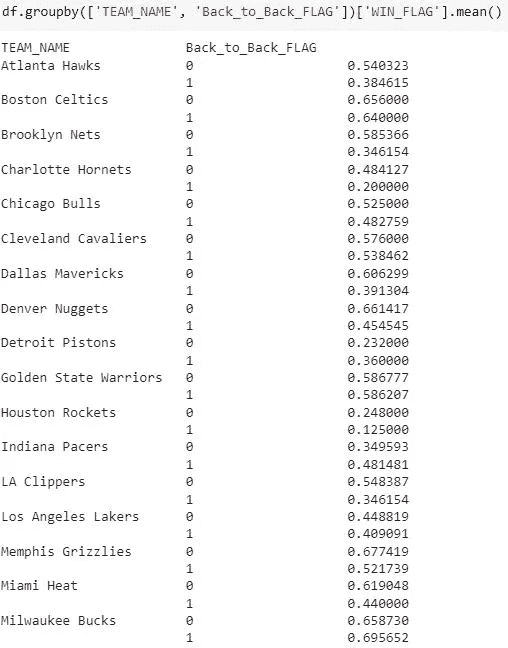 df.groupby(['TEAM_NAME', 'Back_to_Back_FLAG'])['WIN_FLAG'].mean()
TEAM_NAME Back_to_Back_FLAG
Atlanta Hawks 0 0.540323
1 0.384615
Boston Celtics 0 0.656000
1 0.640000
Brooklyn Nets 0 0.585366
1 0.346154
Charlotte Hornets 0 0.484127
1 0.200000
Chicago Bulls 0 0.525000
1 0.482759
Cleveland Cavaliers 0 0.576000
1 0.538462
Dallas Mavericks 0 0.606299
1 0.391304
Denver Nuggets 0 0.661417
1 0.454545
Detroit Pistons 0 0.232000
1 0.360000
Golden State Warriors 0 0.586777
1 0.586207
Houston Rockets 0 0.248000
1 0.125000
Indiana Pacers 0 0.349593
1 0.481481
LA Clippers 0 0.548387
1 0.346154
Los Angeles Lakers 0 0.448819
1 0.409091
Memphis Grizzlies 0 0.677419
1 0.521739
Miami Heat 0 0.619048
1 0.440000
Milwaukee Bucks 0 0.658730
1 0.695652